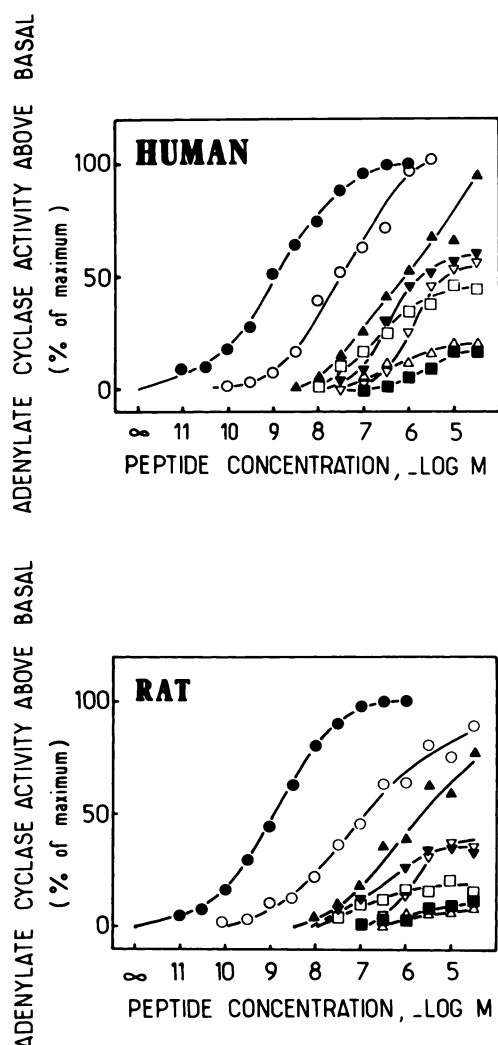 ADENYLATE CYCLASE ACTIVITY ABOVE BASAL
(% of maximum)
HUMAN
100
50
0
∞ 11 10 9 8 7 6 5
PEPTIDE CONCENTRATION, -LOG M
ADENYLATE CYCLASE ACTIVITY ABOVE BASAL
(% of maximum)
RAT
100
50
0
∞ 11 10 9 8 7 6 5
PEPTIDE CONCENTRATION, -LOG M